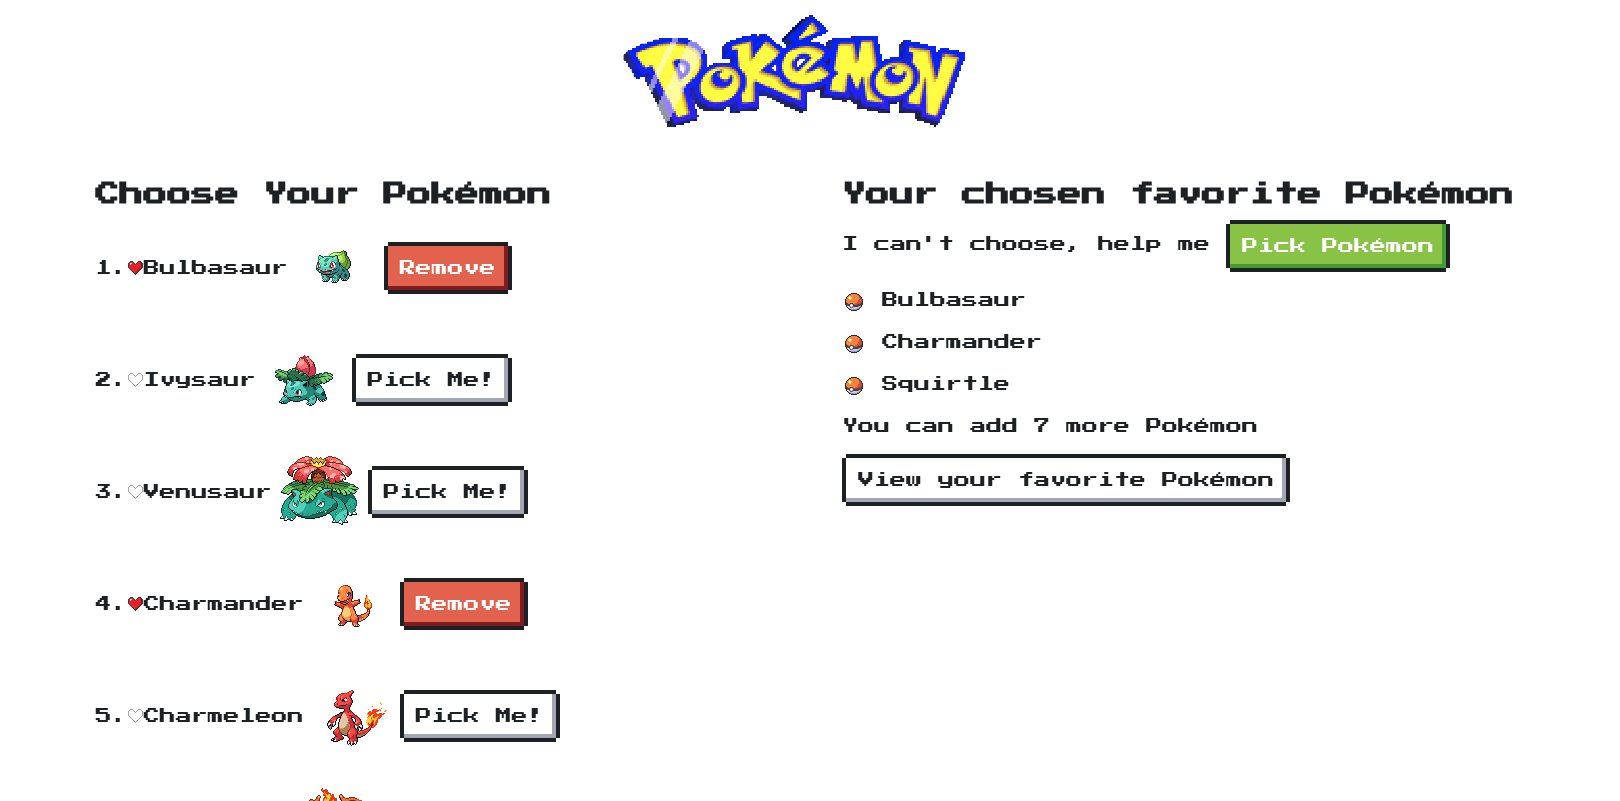 Pokémon
Choose Your Pokémon
1. Bulbasaur Remove
2. Ivysaur Pick Me!
3. Venusaur Pick Me!
4. Charmander Remove
5. Charmeleon Pick Me!
Your chosen favorite Pokémon
I can't choose, help me Pick Pokémon
Bulbasaur
Charmander
Squirtle
You can add 7 more Pokémon
View your favorite Pokémon